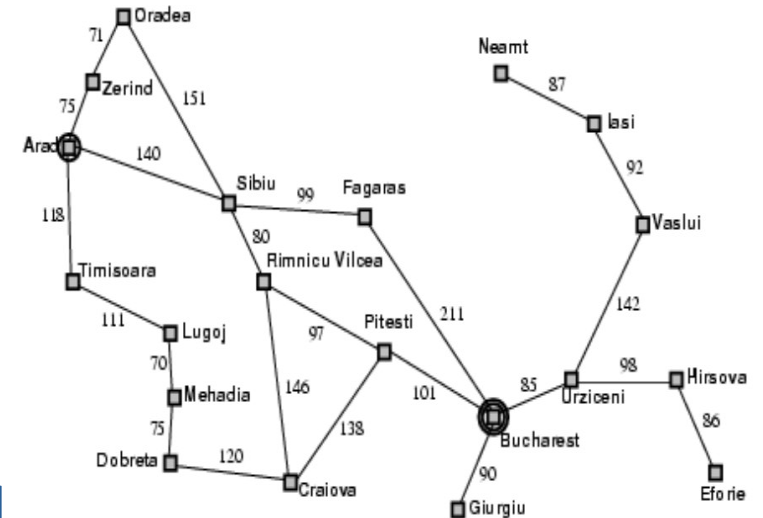 Oradea
71
Neamt
87
Zerind
151
75
Iasi
Arad
140
92
Sibiu
99
Fagaras
118
Vaslui
80
Timisoara
Rimnicu Vilcea
142
111
211
Lugoj
97
Pitesti
70
98
Hirsova
146
101
85
Mehadia
Urziceni
86
75
138
Bucharest
Dobreta
120
90
Craiova
Eforie
Giurgiu